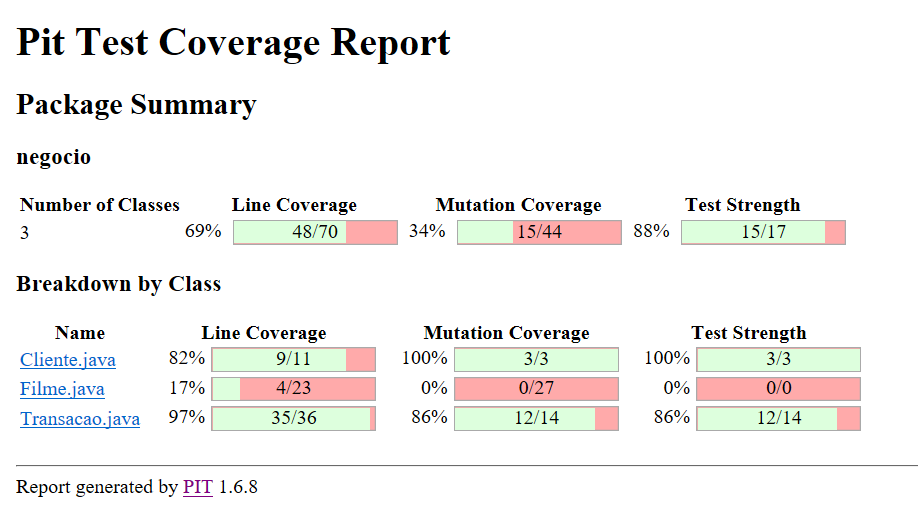 Pit Test Coverage Report
Package Summary
negocio
Number of Classes Line Coverage Mutation Coverage Test Strength
3 69% 48/70 34% 15/44 88% 15/17
Breakdown by Class
Name Line Coverage Mutation Coverage Test Strength
Cliente.java 82% 9/11 100% 3/3 100% 3/3
Filme.java 17% 4/23 0% 0/27 0% 0/0
Transacao.java 97% 35/36 86% 12/14 86% 12/14
Report generated by PIT 1.6.8